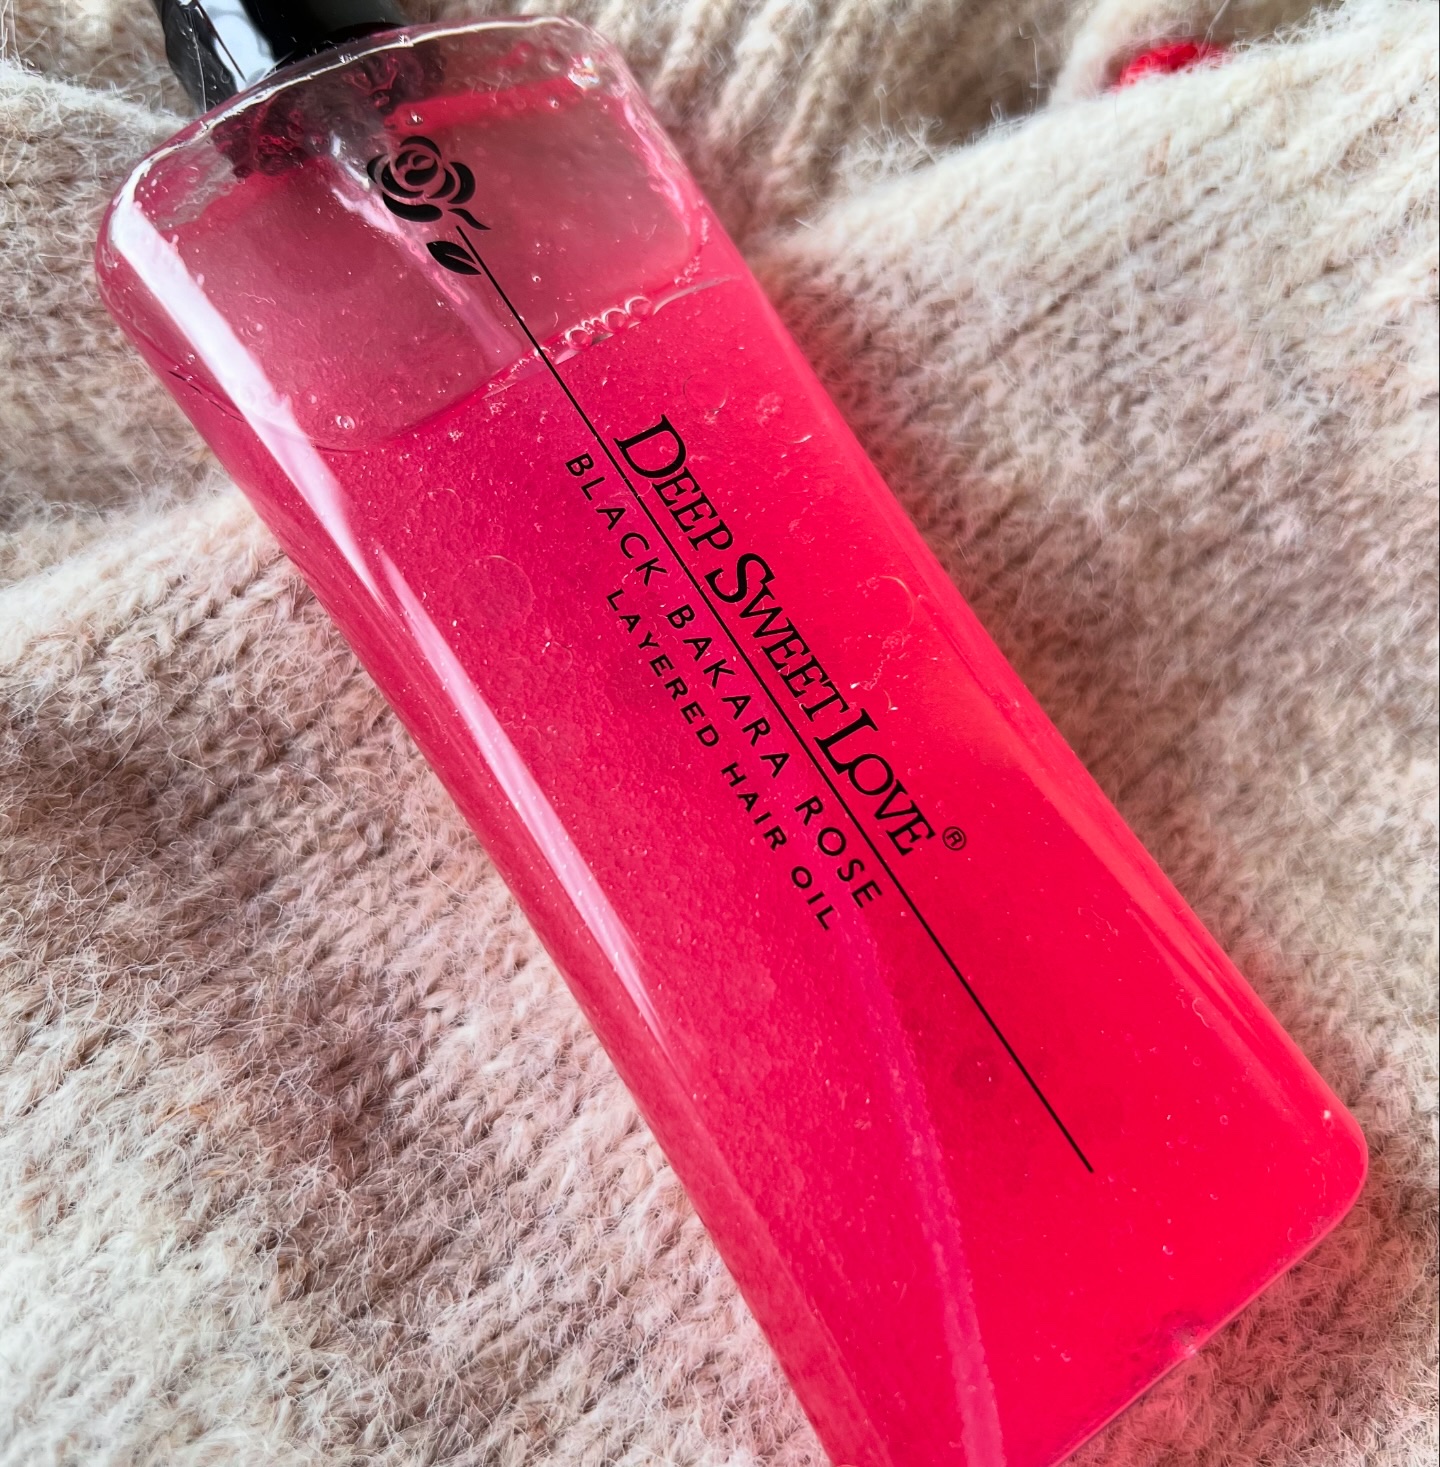 DEEP SWEET LOVE®
BLACK BAKARA ROSE
LAYERED HAIR OIL